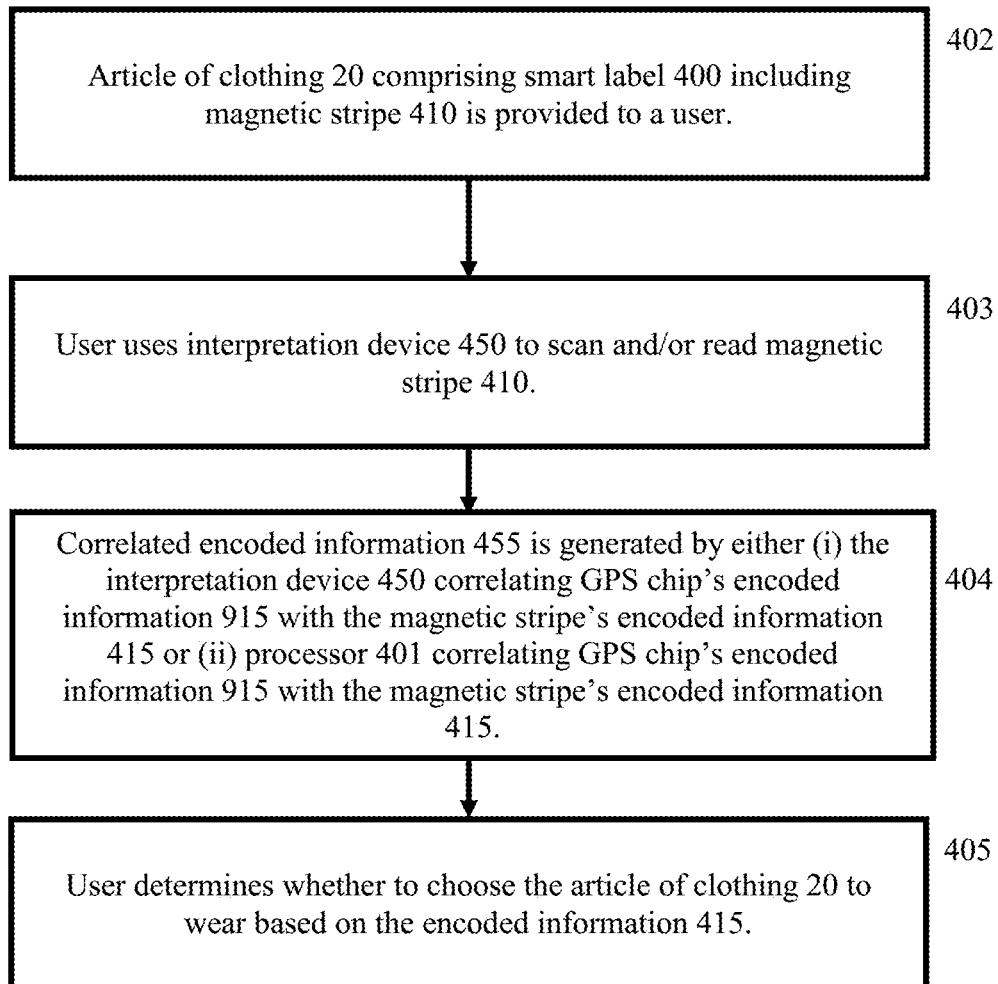 402
Article of clothing 20 comprising smart label 400 including
magnetic stripe 410 is provided to a user.
403
User uses interpretation device 450 to scan and/or read magnetic
stripe 410.
Correlated encoded information 455 is generated by either (i) the
interpretation device 450 correlating GPS chip's encoded
information 915 with the magnetic stripe's encoded information
415 or (ii) processor 401 correlating GPS chip's encoded
information 915 with the magnetic stripe's encoded information
415.
404
405
User determines whether to choose the article of clothing 20 to
wear based on the encoded information 415.